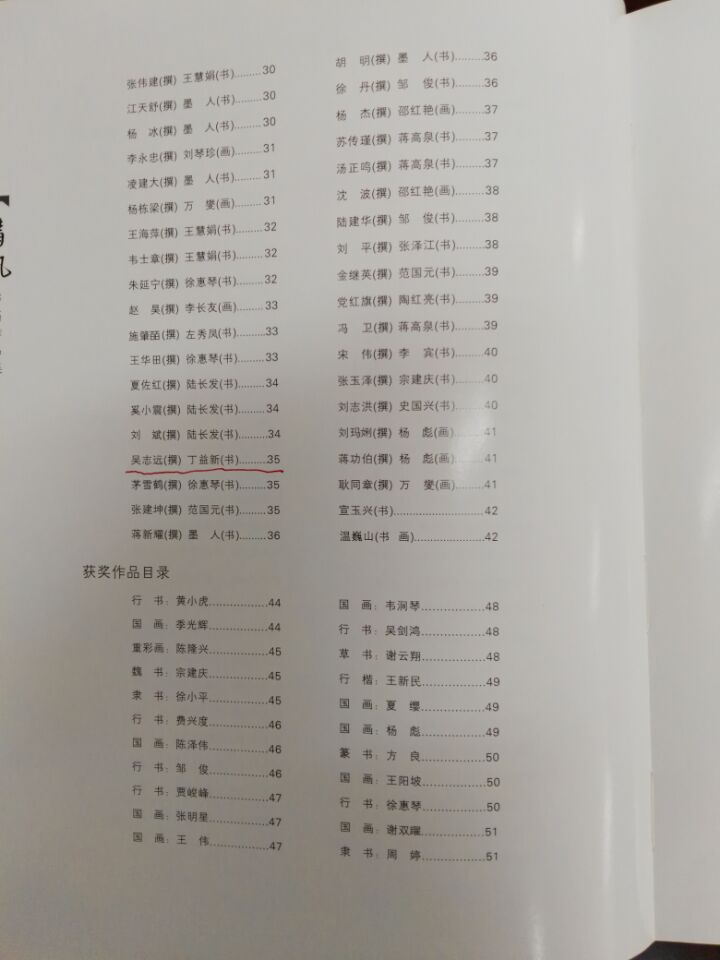 张伟建(撰) 王慧娟(书)………30
江天舒(撰) 墨　人(书)………30
杨　冰(撰) 墨　人(书)………30
李永忠(撰) 刘琴珍(画)………31
凌建大(撰) 墨　人(书)………31
杨栋梁(撰) 万　燮(画)………31
王海萍(撰) 王慧娟(书)………32
韦士章(撰) 王慧娟(书)………32
朱延宁(撰) 徐惠琴(书)………32
赵　昊(撰) 李长友(画)………33
施肇
(撰) 左秀凤(书)………33
王华田(撰) 徐惠琴(书)………33
夏佐红(撰) 陆长发(书)………34
奚小震(撰) 陆长发(书)………34
刘　斌(撰) 陆长发(书)………34
吴志远(撰) 丁益新(书)………35
茅雪鹤(撰) 徐惠琴(书)………35
张建坤(撰) 范国元(书)………35
蒋新耀(撰) 墨　人(书)………36
胡　明(撰) 墨　人(书)………36
徐　丹(撰) 邹　俊(书)………36
杨　杰(撰) 邵红艳(画)………37
苏传瑾(撰) 蒋高泉(书)………37
汤正鸣(撰) 蒋高泉(书)………37
沈　波(撰) 邵红艳(画)………38
陆建华(撰) 邹　俊(书)………38
刘　平(撰) 张泽江(书)………38
金继英(撰) 范国元(书)………39
党红旗(撰) 陶红亮(书)………39
冯　卫(撰) 蒋高泉(书)………39
宋　伟(撰) 李　宾(书)………40
张玉泽(撰) 宗建庆(书)………40
刘志洪(撰) 史国兴(书)………40
刘玛娳(撰) 杨　彪(画)………41
蒋功伯(撰) 杨　彪(画)………41
耿同章(撰) 万　燮(画)………41
宣玉兴(书)……………………42
温巍山(书 画)…………………42
获奖作品目录
行　书：黄小虎………………44
国　画：季光辉………………44
重彩画：陈隆兴………………45
魏　书：宗建庆………………45
隶　书：徐小平………………45
行　书：费兴度………………46
国　画：陈泽伟………………46
行　书：邹　俊………………46
行　书：贾峻峰………………47
国　画：张明星………………47
国　画：王　伟………………47
国　画：韦涧琴………………48
行　书：吴剑鸿………………48
草　书：谢云翔………………48
行　楷：王新民………………49
国　画：夏　缨………………49
国　画：杨　彪………………49
篆　书：方　良………………50
国　画：王阳坡………………50
行　书：徐惠琴………………50
国　画：谢双曜………………51
隶　书：周　婷………………51